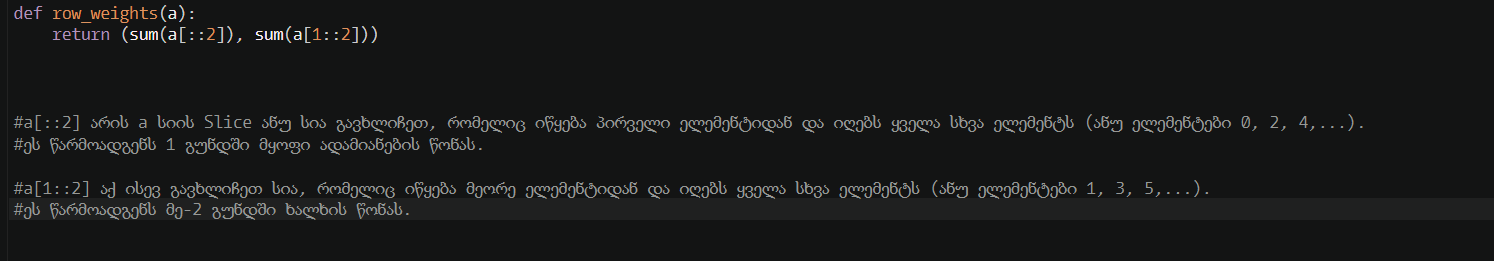 def row_weights(a):
    return (sum(a[::2]), sum(a[1::2]))
#a[::2] არის a სიის Slice ანუ სია გავხლიჩეთ, რომელიც იწყება პირველი ელემენტიდან და იღებს ყველა სხვა ელემენტს (ანუ ელემენტები 0, 2, 4,...).
#ეს წარმოადგენს 1 გუნდში მყოფი ადამიანების წონას.
#a[1::2] აქ ისევ გავხლიჩეთ სია, რომელიც იწყება მეორე ელემენტიდან და იღებს ყველა სხვა ელემენტს (ანუ ელემენტები 1, 3, 5,...).
#ეს წარმოადგენს მე-2 გუნდში ხალხის წონას.